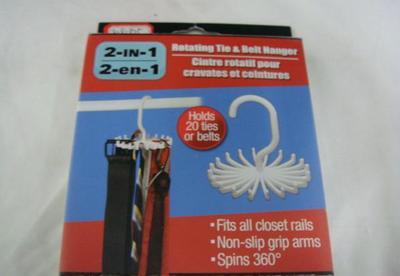 2-IN-1
2-en-1
Rotating Tie & Belt Hanger
Cintre rotatif pour
cravates et ceintures
Holds
20 ties
or belts
• Fits all closet rails
• Non-slip grip arms
• Spins 360°